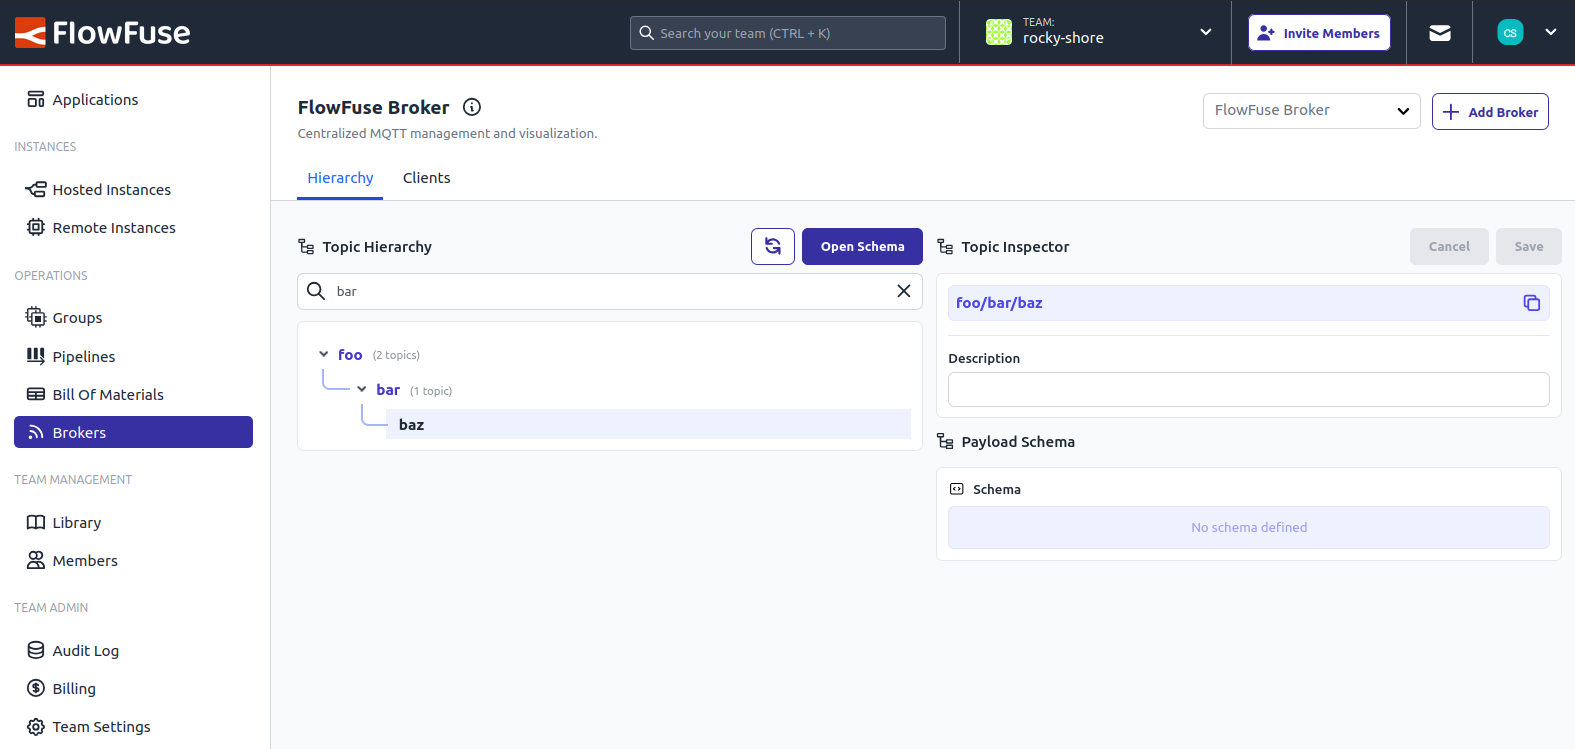 FlowFuse
Search your team (CTRL + K)
TEAM:
rocky-shore
Invite Members
CS
Applications
INSTANCES
Hosted Instances
Remote Instances
OPERATIONS
Groups
Pipelines
Bill Of Materials
Brokers
TEAM MANAGEMENT
Library
Members
TEAM ADMIN
Audit Log
Billing
Team Settings
FlowFuse Broker
Centralized MQTT management and visualization.
FlowFuse Broker
Add Broker
Hierarchy
Clients
Topic Hierarchy
Open Schema
bar
foo (2 topics)
bar (1 topic)
baz
Topic Inspector
Cancel
Save
foo/bar/baz
Description
Payload Schema
Schema
No schema defined